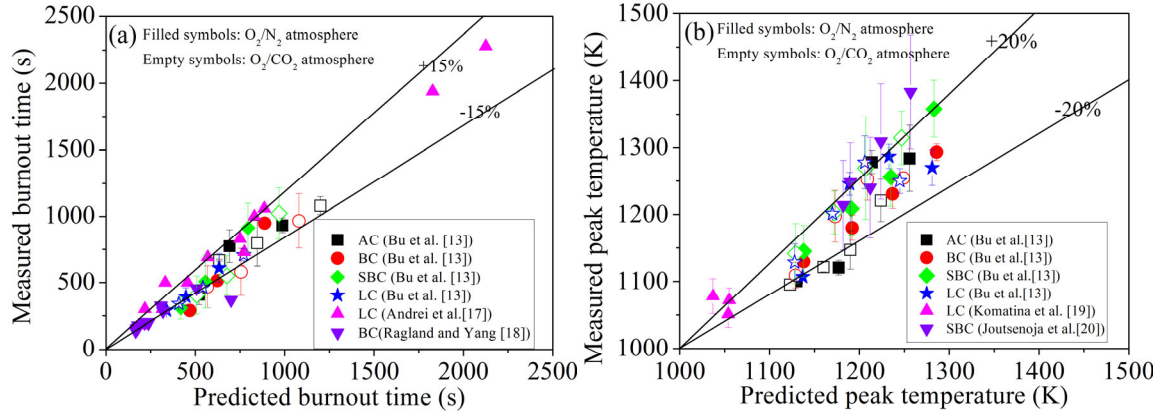 (a)
Filled symbols: O₂/N₂ atmosphere
Empty symbols: O₂/CO₂ atmosphere
+15%
-15%
AC (Bu et al. [13])
BC (Bu et al. [13])
SBC (Bu et al. [13])
LC (Bu et al. [13])
LC (Andrei et al.[17])
BC(Ragland and Yang [18])
Measured burnout time (s)
2500
2000
1500
1000
500
0
0 500 1000 1500 2000 2500
Predicted burnout time (s)
(b)
Filled symbols: O₂/N₂ atmosphere
Empty symbols: O₂/CO₂ atmosphere
+20%
-20%
AC (Bu et al.[13])
BC (Bu et al.[13])
SBC (Bu et al.[13])
LC (Bu et al.[13])
LC (Komatina et al. [19])
SBC (Joutsenoja et al.[20])
Measured peak temperature (K)
1500
1400
1300
1200
1100
1000
1000 1100 1200 1300 1400 1500
Predicted peak temperature (K)